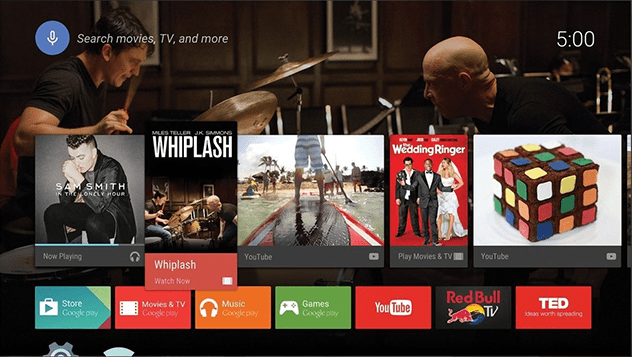 Search movies, TV, and more
5:00
SAM SMITH
IN THE LONELY HOUR
Now Playing
MILES TELLER J.K. SIMMONS
WHIPLASH
Whiplash
Watch Now
YouTube
The
Wedding Ringer
Play Movies & TV
YouTube
Store
Google play
Movies & TV
Google play
Music
Google play
Games
Google play
YouTube
Red Bull
TV
TED
Ideas worth spreading